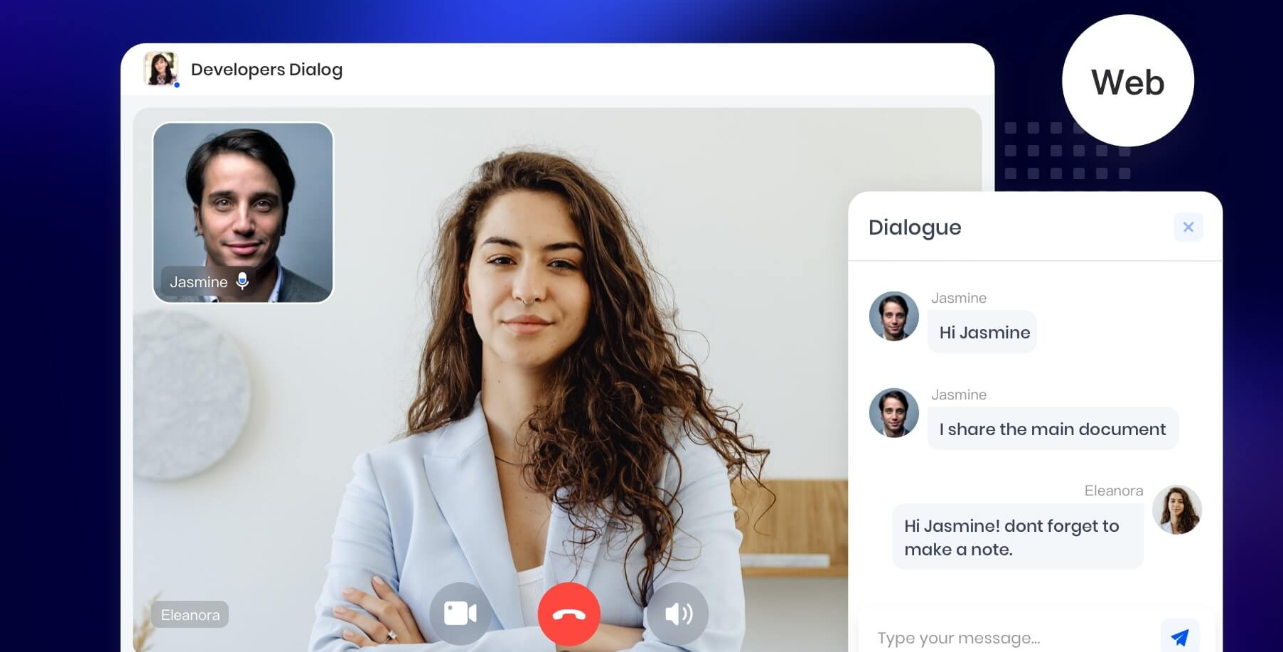 Developers Dialog
Web
Jasmine
Eleanora
Dialogue
Jasmine
Hi Jasmine
Jasmine
I share the main document
Eleanora
Hi Jasmine! dont forget to
make a note.
Type your message...